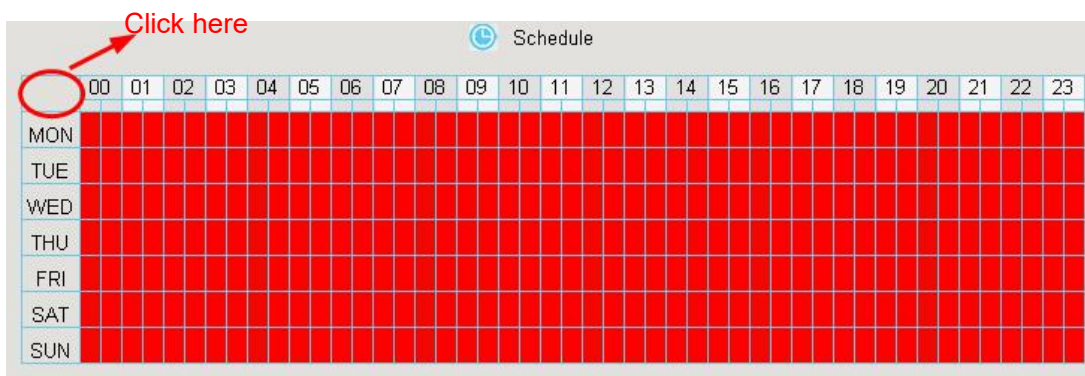 Click here
Schedule
00 01 02 03 04 05 06 07 08 09 10 11 12 13 14 15 16 17 18 19 20 21 22 23
MON
TUE
WED
THU
FRI
SAT
SUN